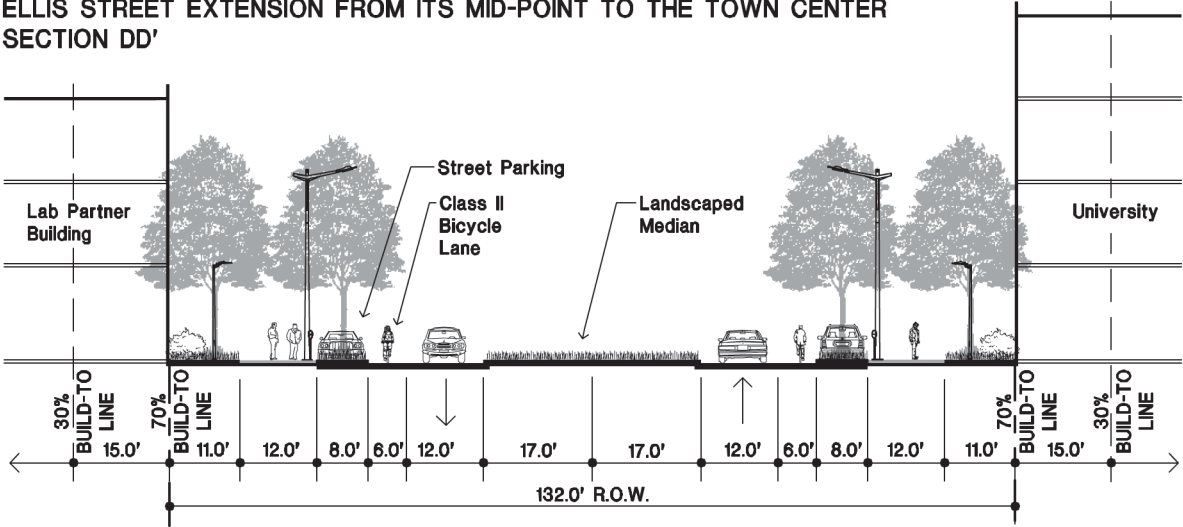 ELLIS STREET EXTENSION FROM ITS MID-POINT TO THE TOWN CENTER
SECTION DD'
Street Parking
Class II
Bicycle
Lane
Landscaped
Median
Lab Partner
Building
University
30%
BUILD-TO
LINE
70%
BUILD-TO
LINE
70%
BUILD-TO
LINE
30%
BUILD-TO
LINE
15.0' 11.0' 12.0' 8.0' 6.0' 12.0' 17.0' 17.0' 12.0' 6.0' 8.0' 12.0' 11.0' 15.0'
132.0' R.O.W.